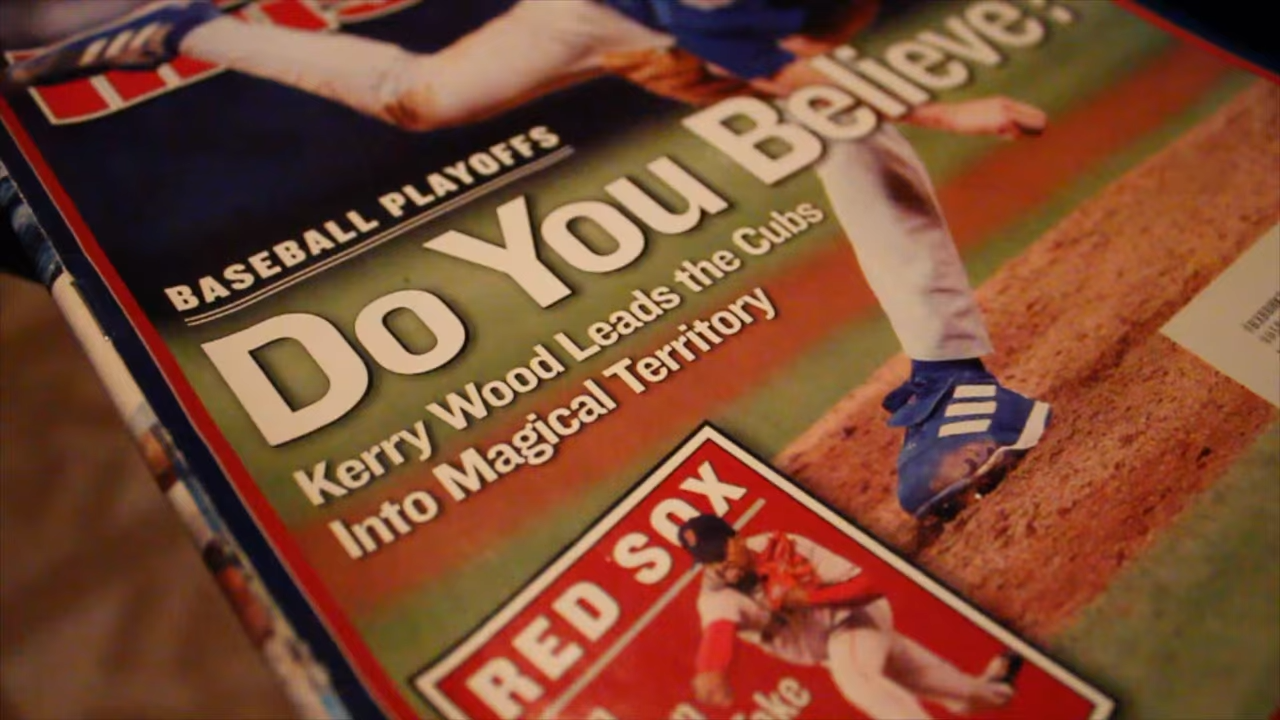 BASEBALL PLAYOFFS
Do You Believe?
Kerry Wood Leads the Cubs
Into Magical Territory
RED SOX